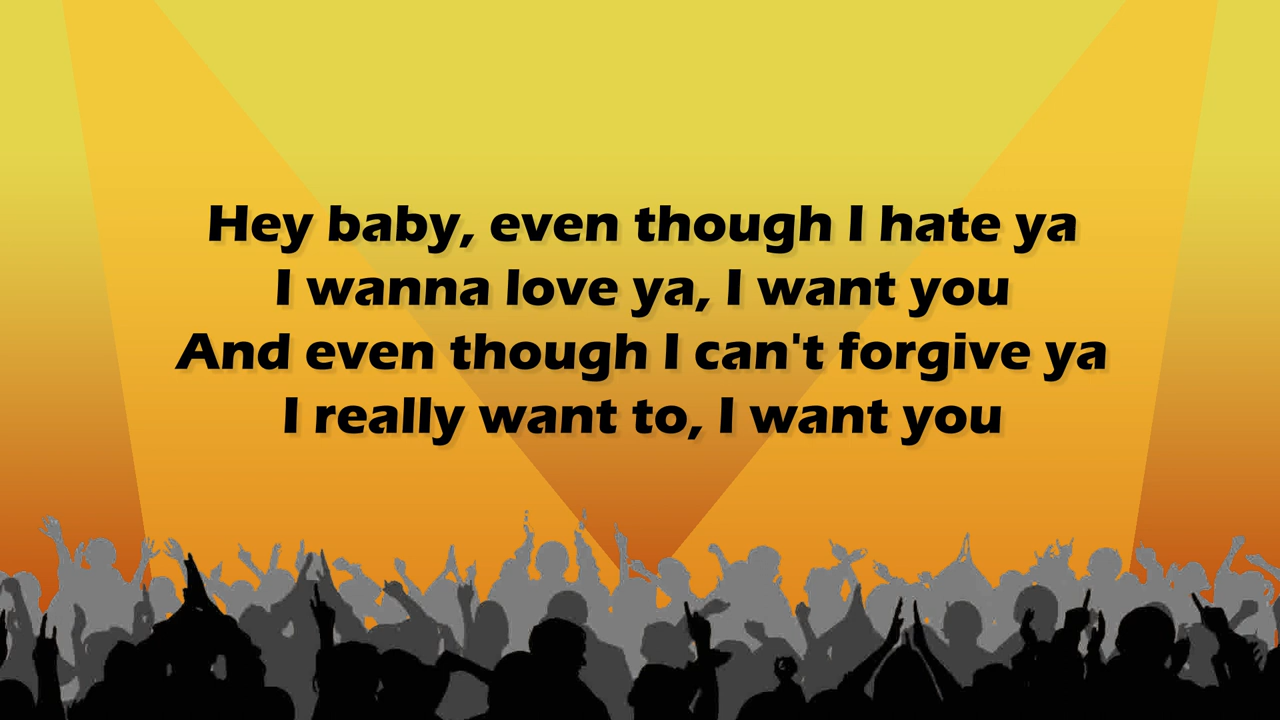 Hey baby, even though I hate ya
I wanna love ya, I want you
And even though I can't forgive ya
I really want to, I want you